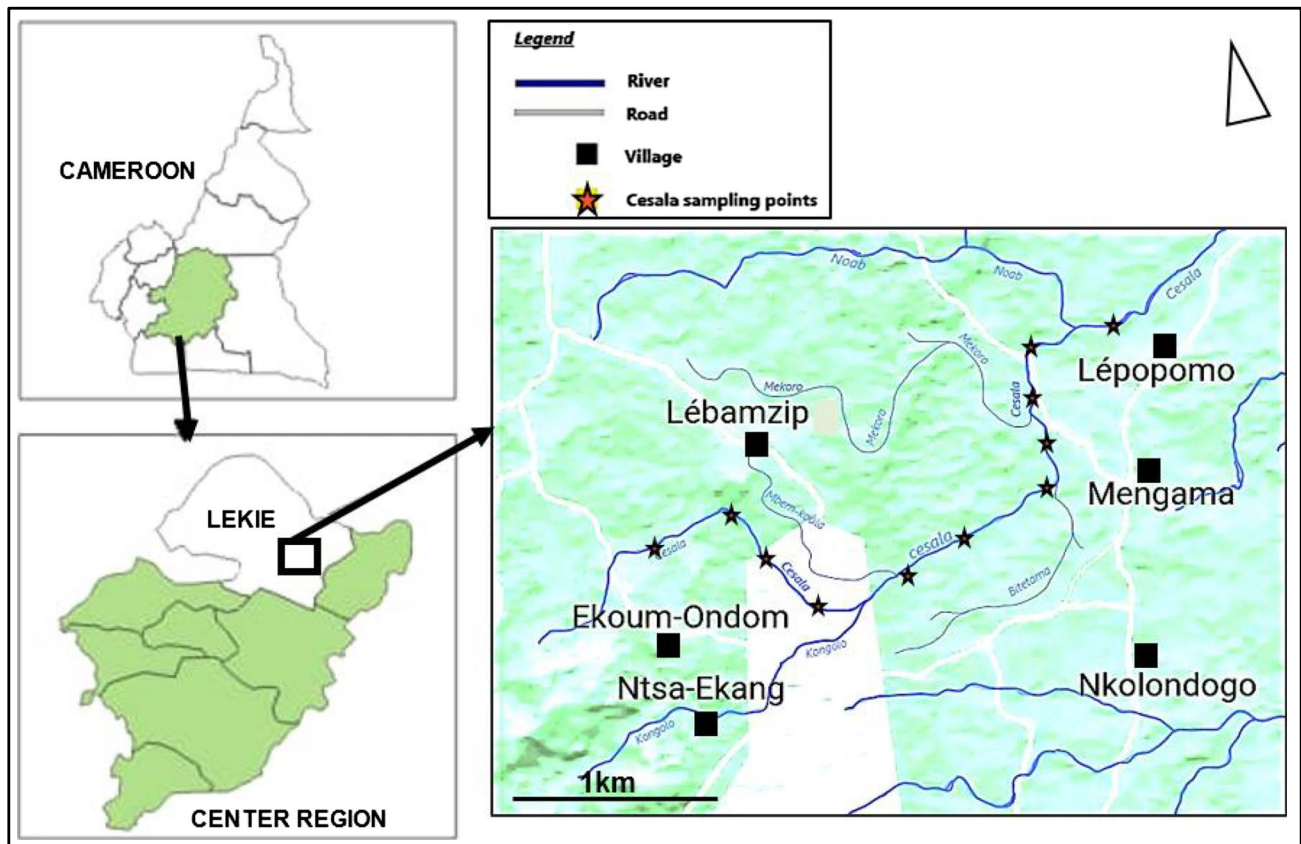 CAMEROON
LEKIE
CENTER REGION
Legend
River
Road
Village
Cesala sampling points
Noab
Noab
Cesala
Mekoro
Mekoro
Mekoro
Cesala
Lépopomo
Lébamzip
Mengama
Mbem-koùla
Cesala
cesala
Cesala
Bitetama
Ekoum-Ondom
Kongolo
Ntsa-Ekang
Nkolondogo
Kongolo
1km